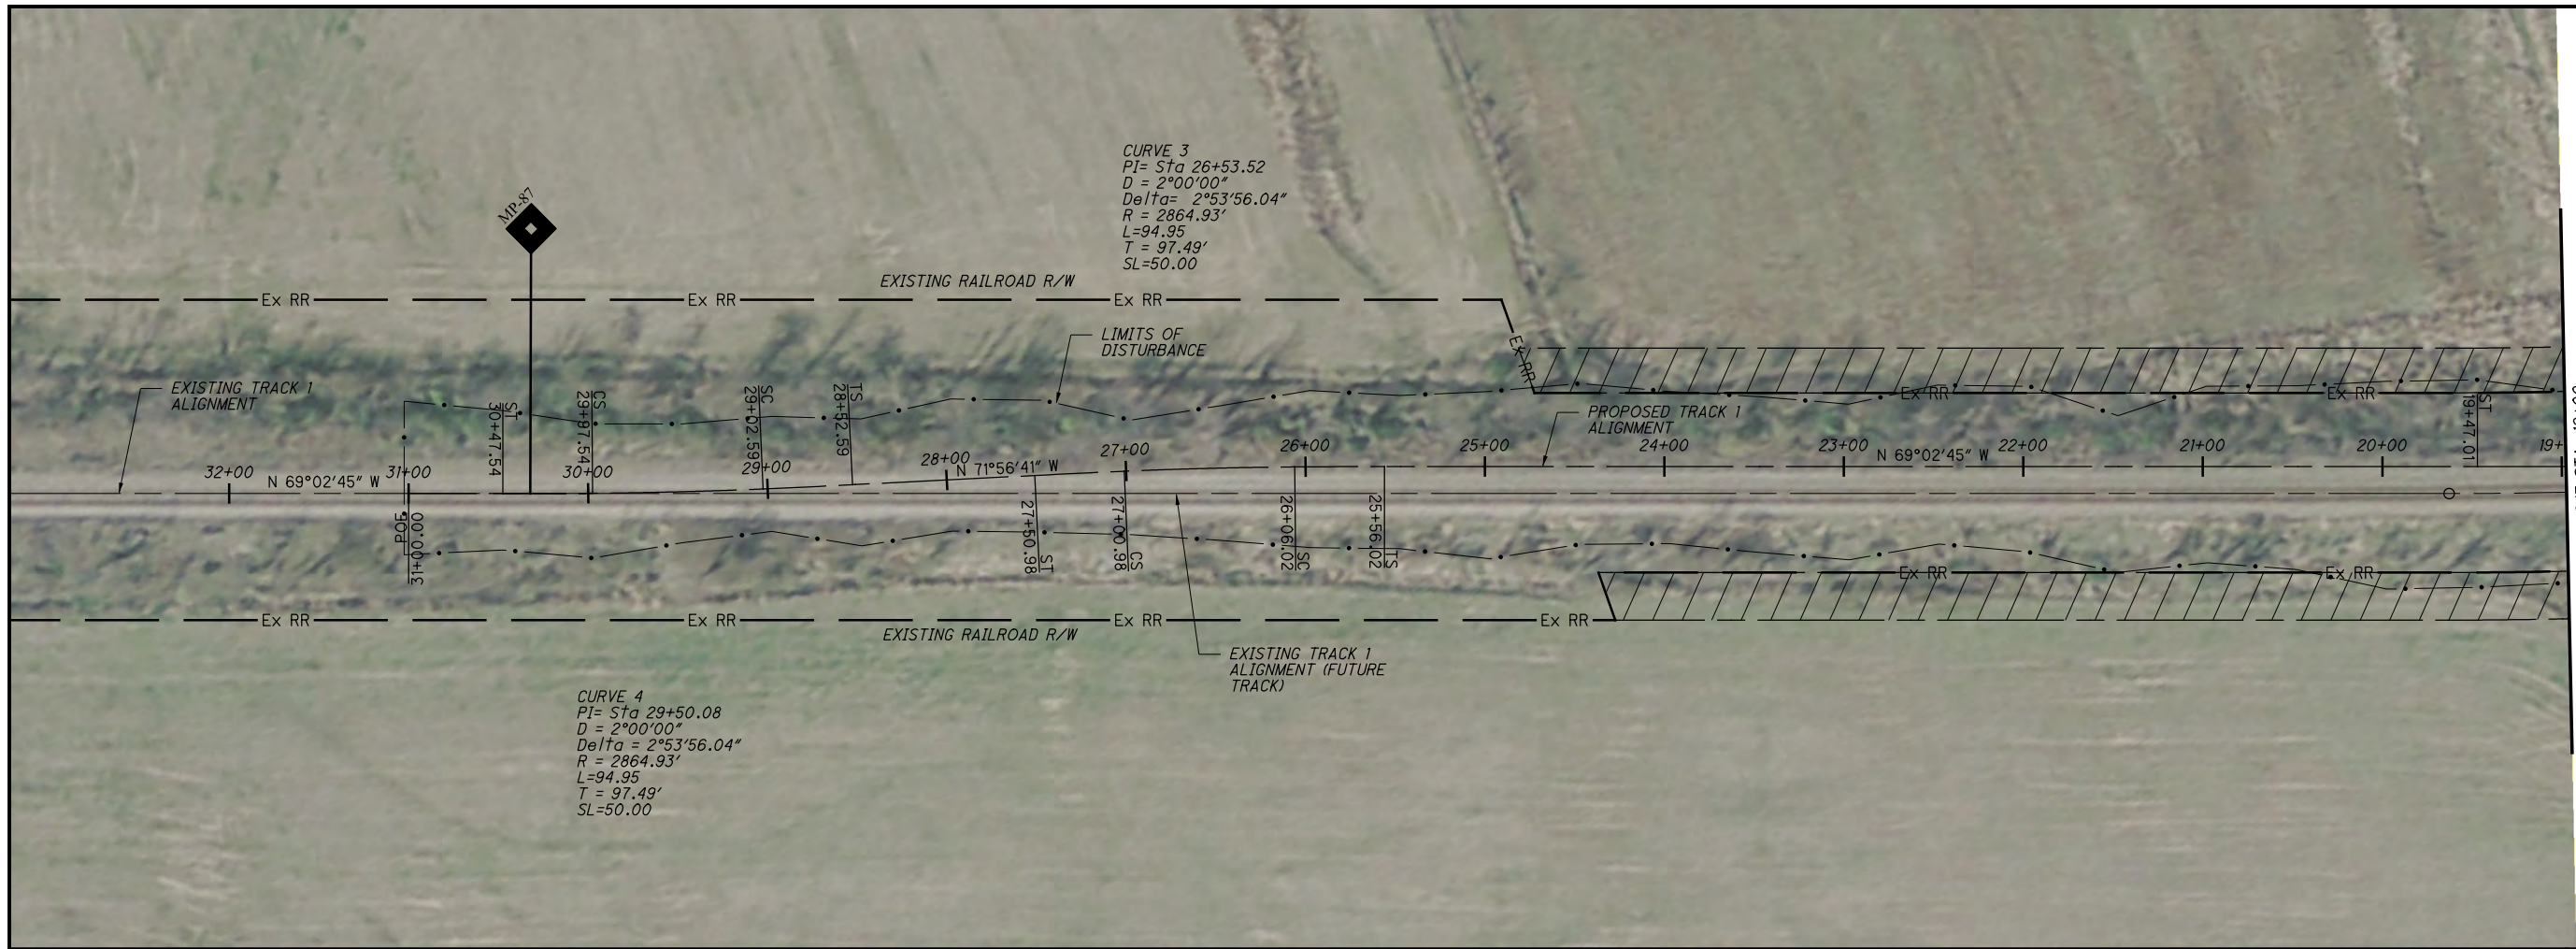 CURVE 3
PI= Sta 26+53.52
D = 2°00'00"
Delta= 2°53'56.04"
R = 2864.93'
L=94.95
T = 97.49'
SL=50.00
MP-87
EXISTING RAILROAD R/W
Ex RR
Ex RR
Ex RR
Ex RR
LIMITS OF
DISTURBANCE
EXISTING TRACK 1
ALIGNMENT
30+47.54
ST
29+97.54
CS
29+02.59
SC
28+52.59
TS
Ex RR
Ex RR
PROPOSED TRACK 1
ALIGNMENT
19+47.01
ST
32+00
N 69°02'45" W
31+00
30+00
29+00
28+00
N 71°56'41" W
27+00
26+00
25+00
24+00
23+00
N 69°02'45" W
22+00
21+00
20+00
19+
POE
31+00.00
27+50.98
ST
27+00.98
CS
26+06.02
SC
25+56.02
TS
Ex RR
Ex RR
Ex RR
Ex RR
Ex RR
Ex RR
EXISTING RAILROAD R/W
EXISTING TRACK 1
ALIGNMENT (FUTURE
TRACK)
CURVE 4
PI= Sta 29+50.08
D = 2°00'00"
Delta = 2°53'56.04"
R = 2864.93'
L=94.95
T = 97.49'
SL=50.00